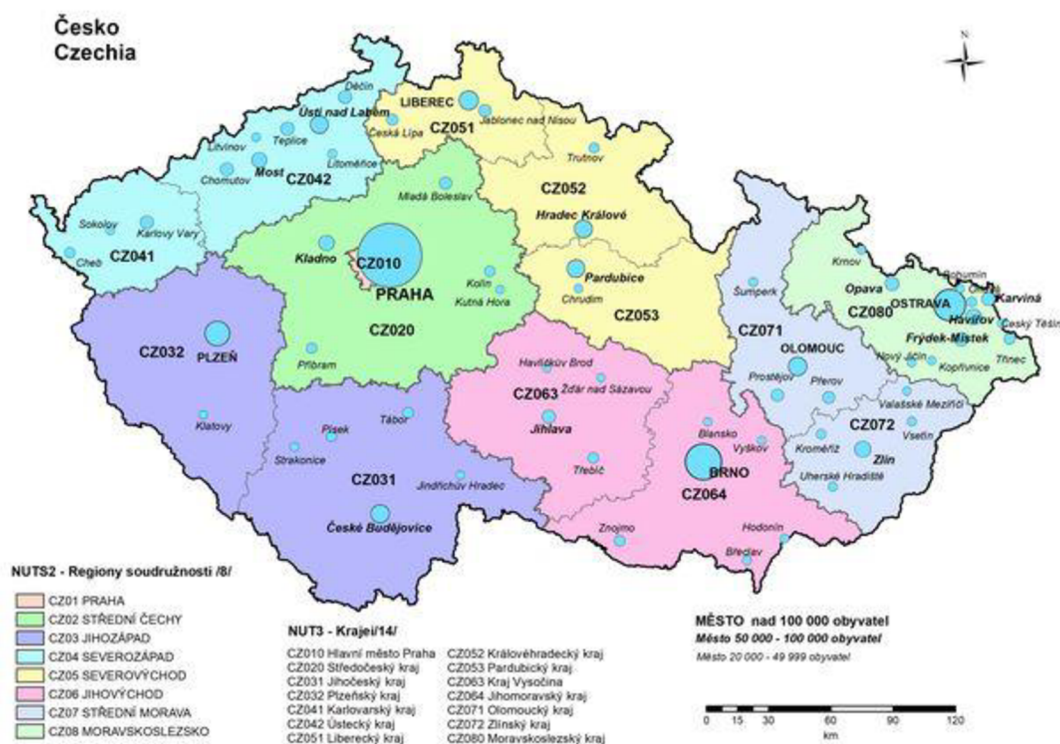 Česko
Czechia
N
Děčín
Ústí nad Labem
LIBEREC
CZ051
Jablonec nad Nisou
Česká Lípa
Teplice
Litvínov
Litoměřice
Most
CZ042
Chomutov
Trutnov
CZ052
Mladá Boleslav
Hradec Králové
Sokolov
Karlovy Vary
Cheb
CZ041
Kladno
CZ010
PRAHA
Kolín
Kutná Hora
CZ020
Pardubice
Chrudim
CZ053
Šumperk
Krnov
Opava
OSTRAVA
CZ080
Bohumín
Karviná
Havířov
Český Těšín
Frýdek-Místek
Třinec
Nový Jičín
Kopřivnice
CZ071
OLOMOUC
Prostějov
Přerov
CZ032
PLZEŇ
Příbram
Klatovy
Havlíčkův Brod
Žďár nad Sázavou
CZ063
Jihlava
Třebíč
Valašské Meziříčí
CZ072
Vsetín
Kroměříž
Zlín
Uherské Hradiště
Blansko
Vyškov
BRNO
CZ064
Znojmo
Hodonín
Břeclav
Tábor
Písek
Strakonice
CZ031
Jindřichův Hradec
České Budějovice
NUTS2 - Regiony soudružnosti /8/
CZ01 PRAHA
CZ02 STŘEDNÍ ČECHY
CZ03 JIHOZÁPAD
CZ04 SEVEROZÁPAD
CZ05 SEVEROVÝCHOD
CZ06 JIHOVÝCHOD
CZ07 STŘEDNÍ MORAVA
CZ08 MORAVSKOSLEZSKO
NUT3 - Krajei/14/
CZ010 Hlavní město Praha
CZ020 Středočeský kraj
CZ031 Jihočeský kraj
CZ032 Plzeňský kraj
CZ041 Karlovarský kraj
CZ042 Ústecký kraj
CZ051 Liberecký kraj
CZ052 Královéhradecký kraj
CZ053 Pardubický kraj
CZ063 Kraj Vysočina
CZ064 Jihomoravský kraj
CZ071 Olomoucký kraj
CZ072 Zlínský kraj
CZ080 Moravskoslezský kraj
MĚSTO nad 100 000 obyvatel
Město 50 000 - 100 000 obyvatel
Město 20 000 - 49 999 obyvatel
0 15 30 60 90 120
km